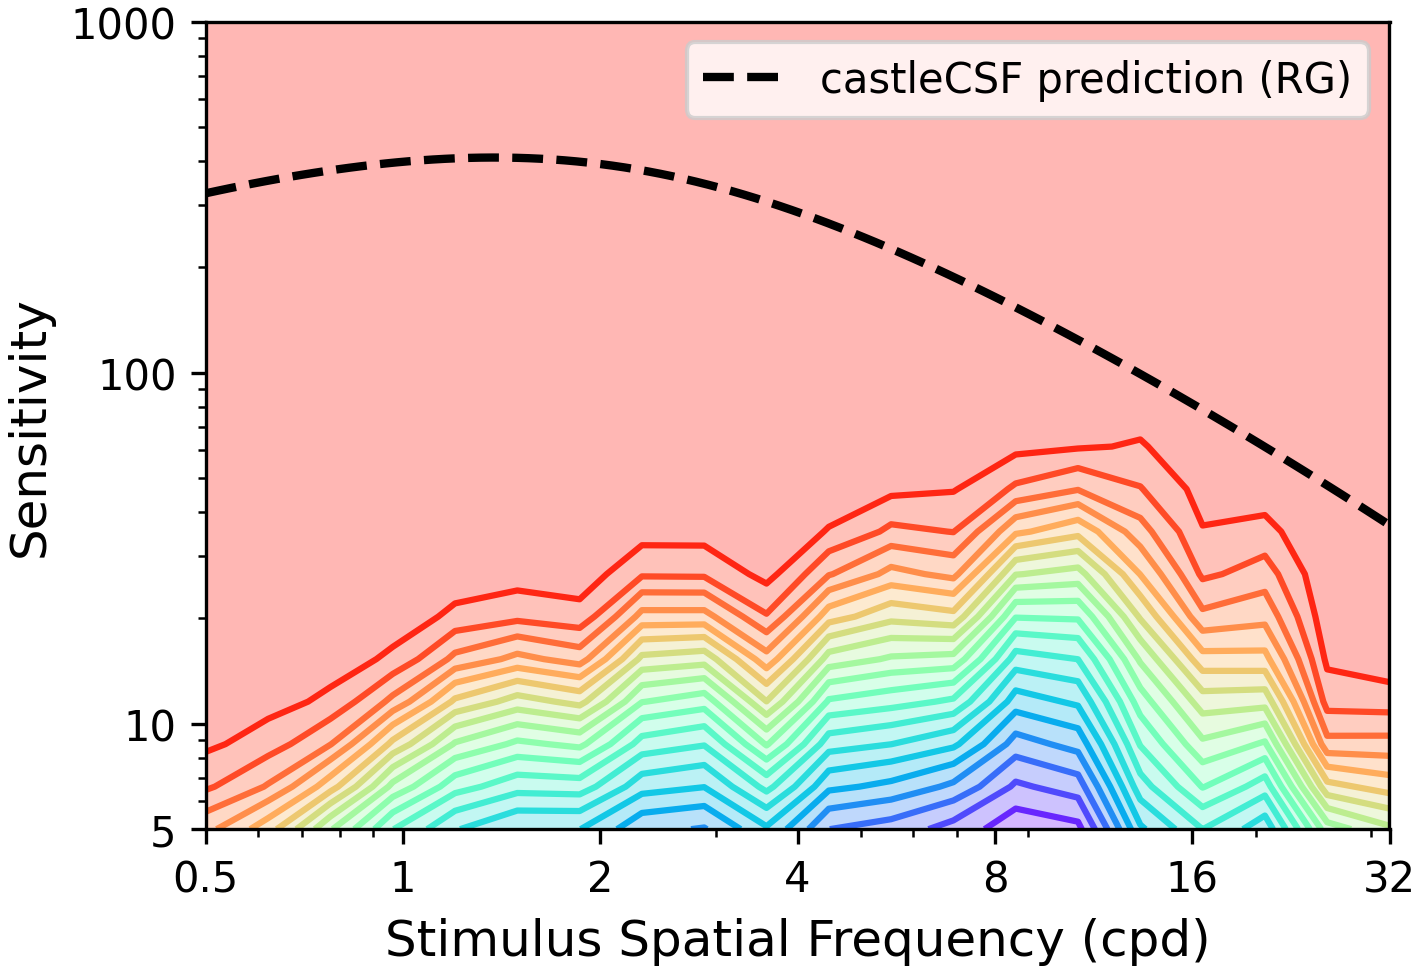 1000
castleCSF prediction (RG)
100
Sensitivity
10
5
0.5 1 2 4 8 16 32
Stimulus Spatial Frequency (cpd)